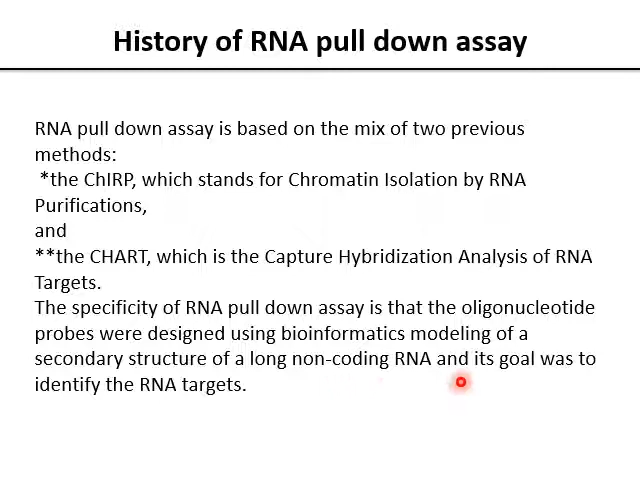 History of RNA pull down assay
RNA pull down assay is based on the mix of two previous
methods:
*the ChIRP, which stands for Chromatin Isolation by RNA
Purifications,
and
**the CHART, which is the Capture Hybridization Analysis of RNA
Targets.
The specificity of RNA pull down assay is that the oligonucleotide
probes were designed using bioinformatics modeling of a
secondary structure of a long non-coding RNA and its goal was to
identify the RNA targets.